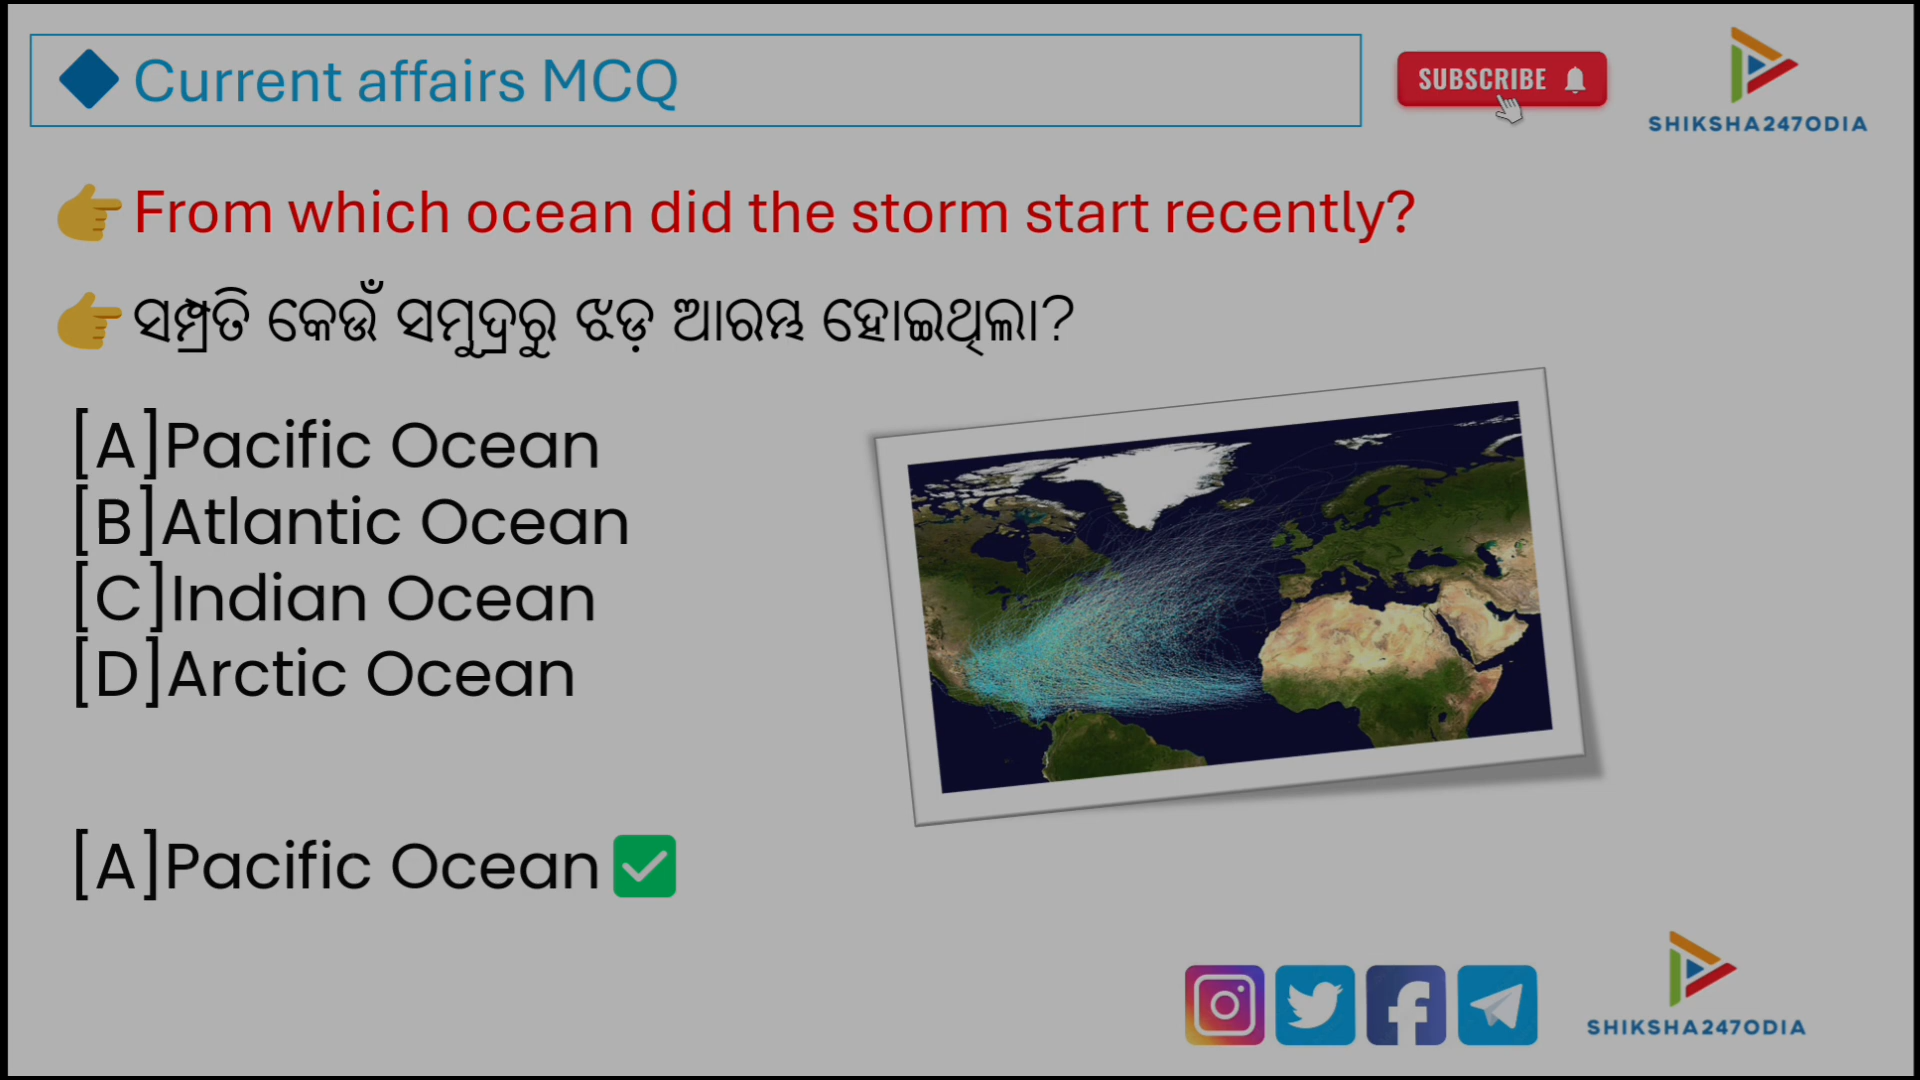 Current affairs MCQ
SUBSCRIBE
SHIKSHA247ODIA
From which ocean did the storm start recently?
ସମ୍ପ୍ରତି କେଉଁ ସମୁଦ୍ରରୁ ଝଡ଼ ଆରମ୍ଭ ହୋଇଥିଲା?
[A]Pacific Ocean
[B]Atlantic Ocean
[C]Indian Ocean
[D]Arctic Ocean
[A]Pacific Ocean
SHIKSHA247ODIA